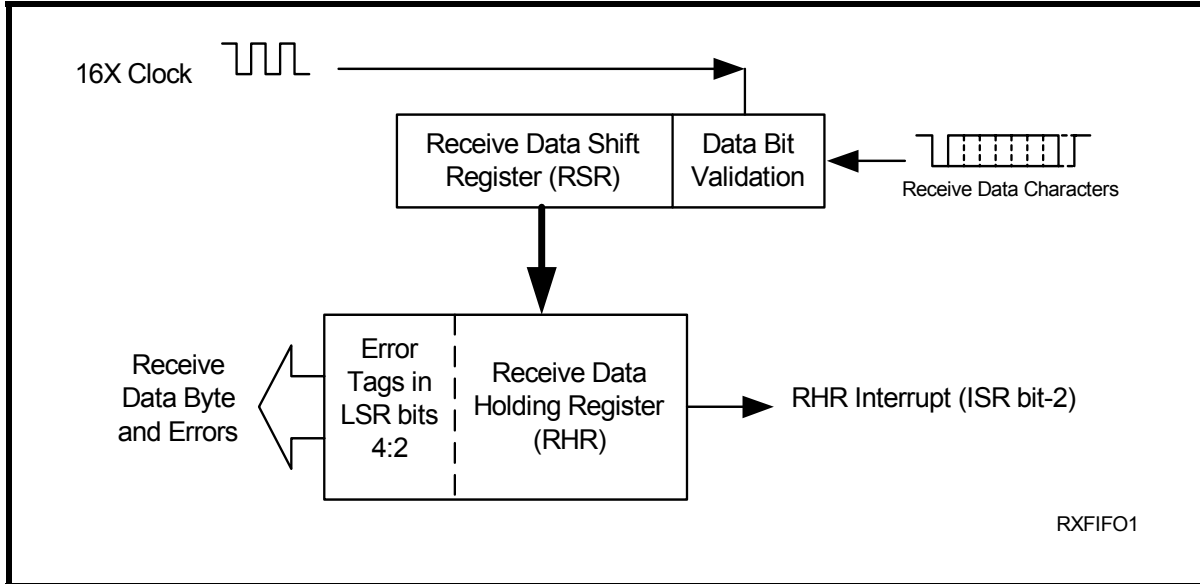 16X Clock
Receive Data Shift
Register (RSR)
Data Bit
Validation
Receive Data Characters
Receive
Data Byte
and Errors
Error
Tags in
LSR bits
4:2
Receive Data
Holding Register
(RHR)
RHR Interrupt (ISR bit-2)
RXFIFO1